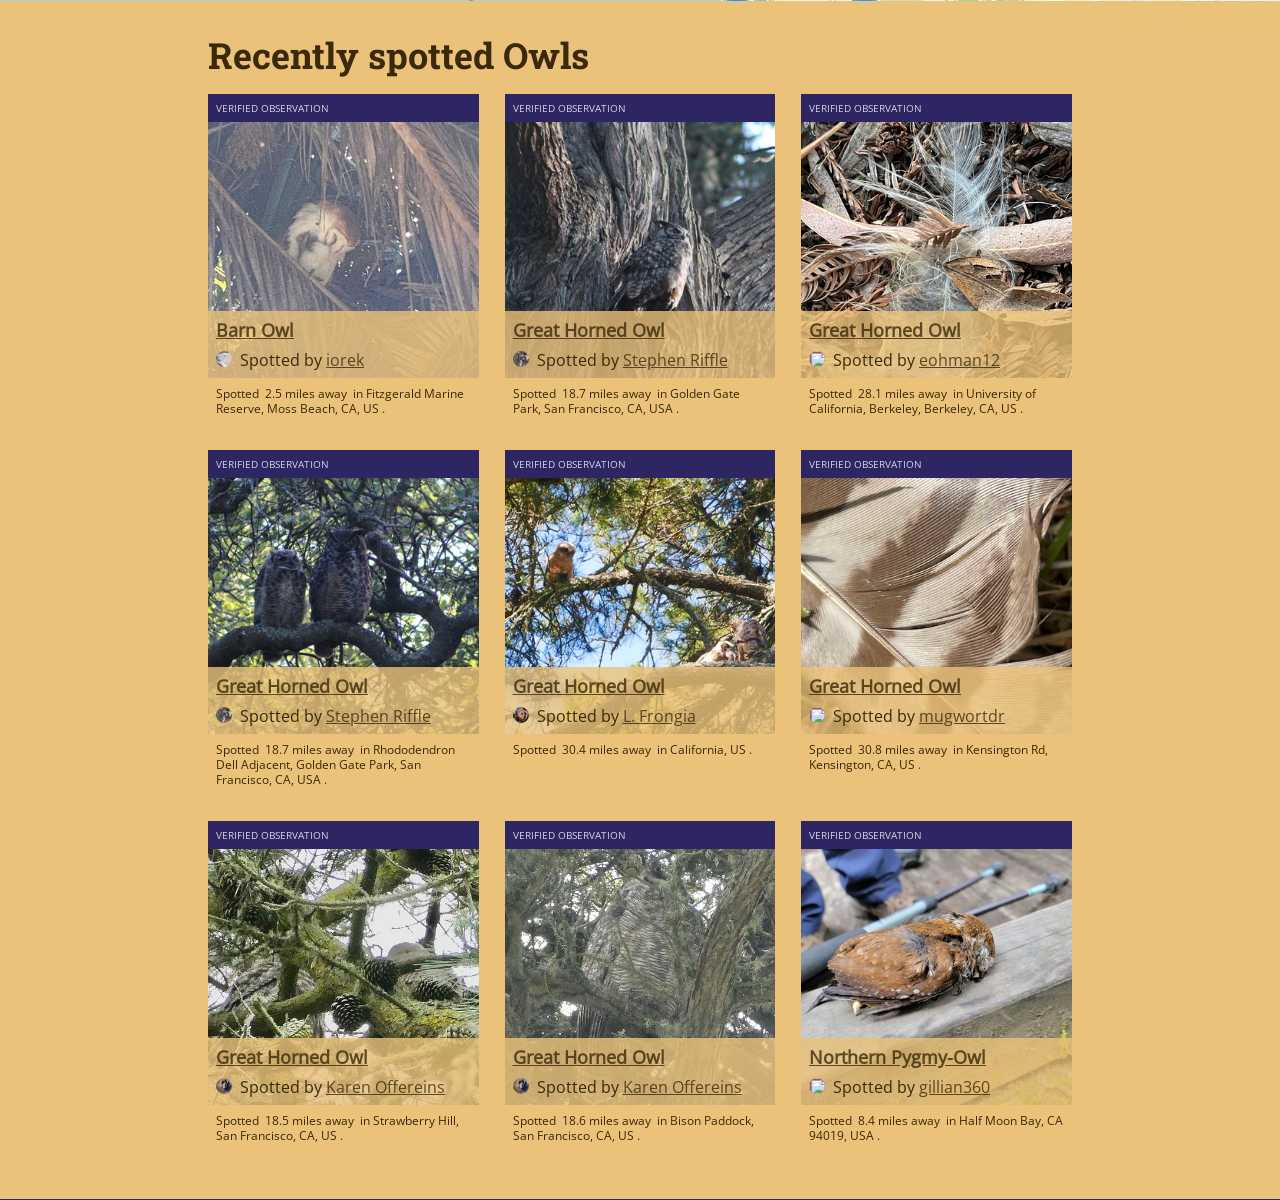 Recently spotted Owls
VERIFIED OBSERVATION
Barn Owl
Spotted by iorek
Spotted 2.5 miles away in Fitzgerald Marine
Reserve, Moss Beach, CA, US .
VERIFIED OBSERVATION
Great Horned Owl
Spotted by Stephen Riffle
Spotted 18.7 miles away in Golden Gate
Park, San Francisco, CA, USA .
VERIFIED OBSERVATION
Great Horned Owl
Spotted by eohman12
Spotted 28.1 miles away in University of
California, Berkeley, Berkeley, CA, US .
VERIFIED OBSERVATION
Great Horned Owl
Spotted by Stephen Riffle
Spotted 18.7 miles away in Rhododendron
Dell Adjacent, Golden Gate Park, San
Francisco, CA, USA .
VERIFIED OBSERVATION
Great Horned Owl
Spotted by L. Frongia
Spotted 30.4 miles away in California, US .
VERIFIED OBSERVATION
Great Horned Owl
Spotted by mugwortdr
Spotted 30.8 miles away in Kensington Rd,
Kensington, CA, US .
VERIFIED OBSERVATION
Great Horned Owl
Spotted by Karen Offereins
Spotted 18.5 miles away in Strawberry Hill,
San Francisco, CA, US .
VERIFIED OBSERVATION
Great Horned Owl
Spotted by Karen Offereins
Spotted 18.6 miles away in Bison Paddock,
San Francisco, CA, US .
VERIFIED OBSERVATION
Northern Pygmy-Owl
Spotted by gillian360
Spotted 8.4 miles away in Half Moon Bay, CA
94019, USA .